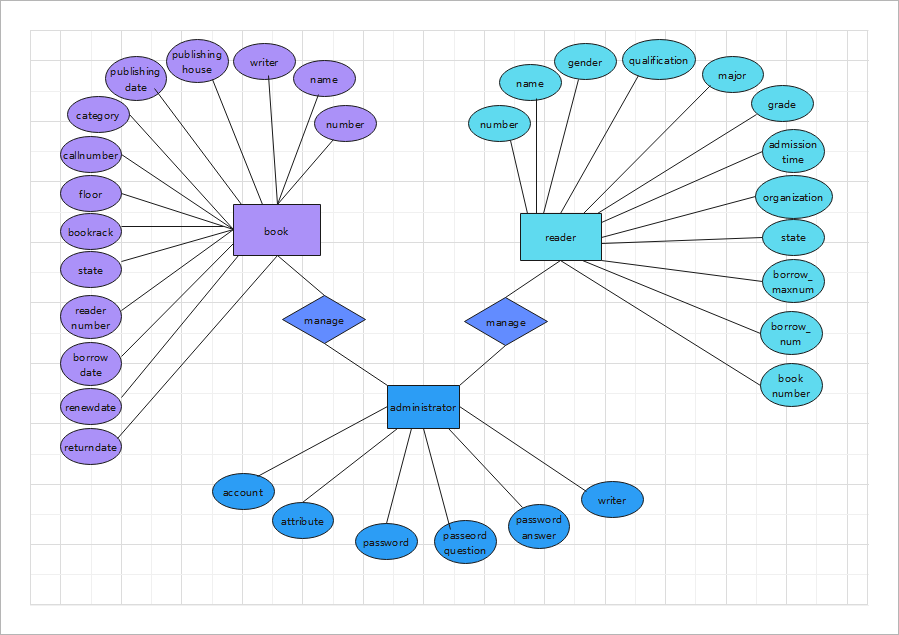 publishing
house
writer
publishing
date
name
category
number
callnumber
floor
bookrack
state
reader
number
borrow
date
renewdate
returndate
book
gender
qualification
name
major
number
grade
admission
time
organization
state
borrow_
maxnum
borrow_
num
book
number
reader
manage
manage
administrator
account
attribute
password
passeord
question
password
answer
writer